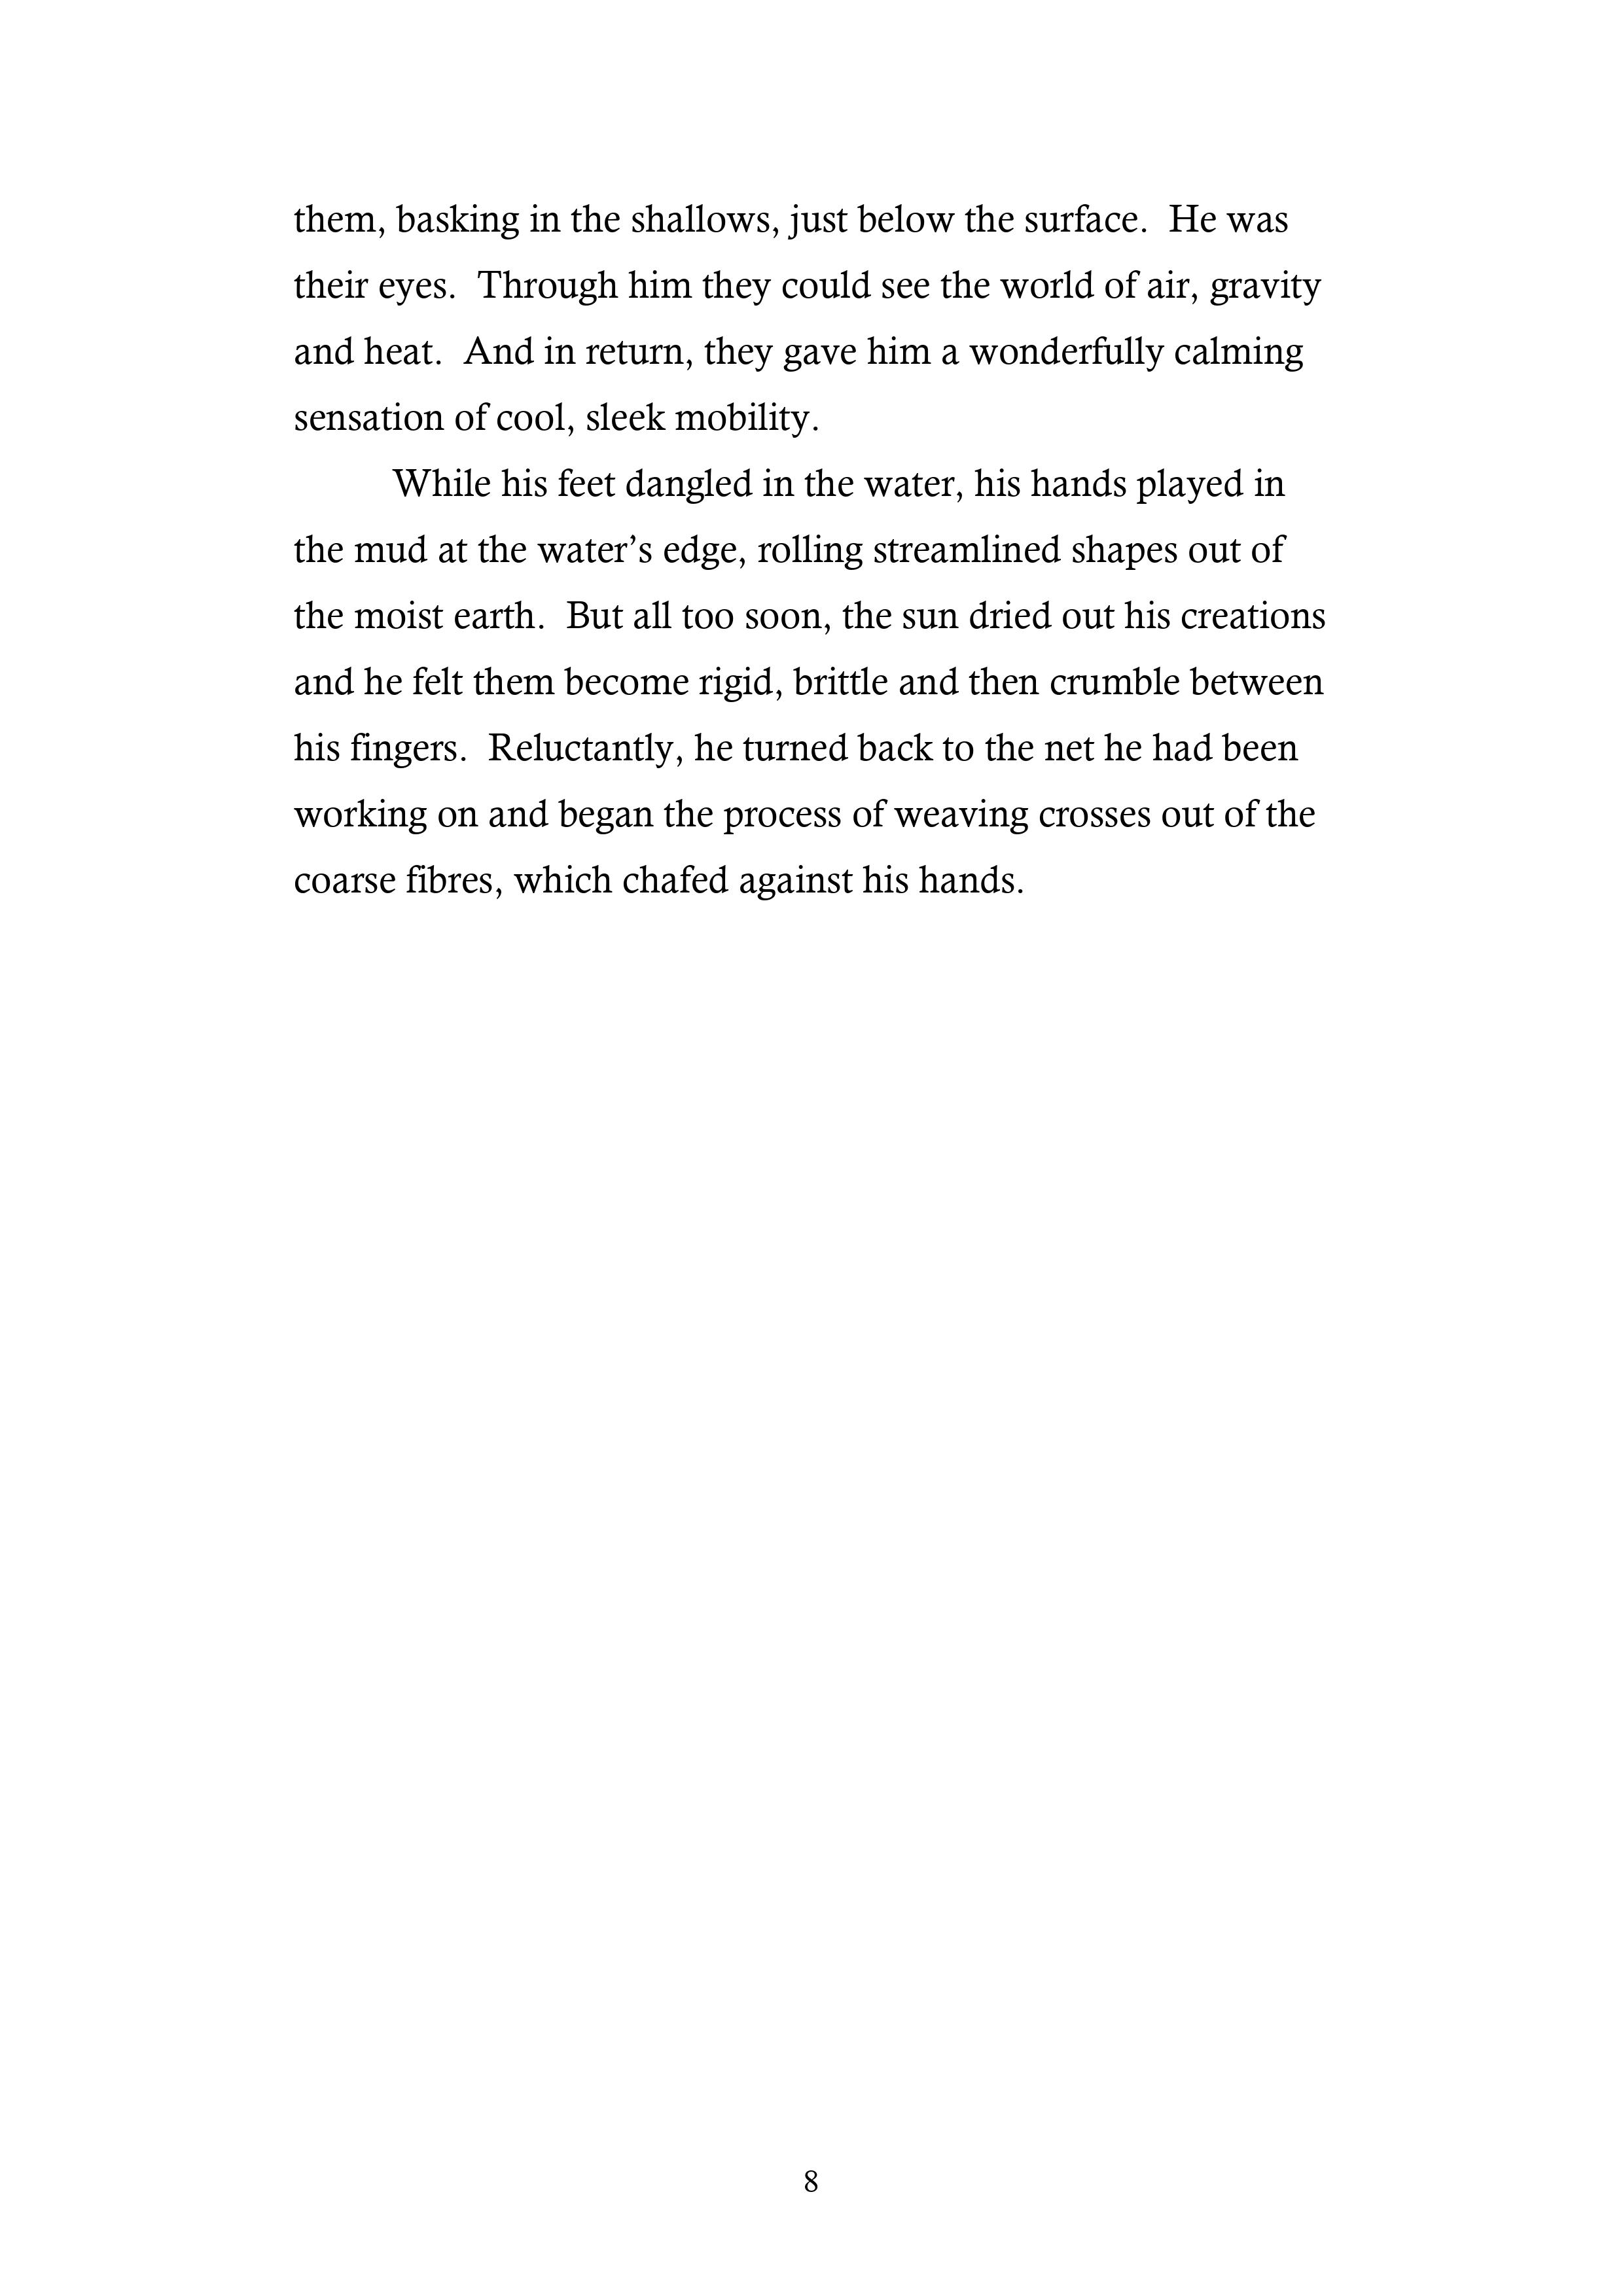 them, basking in the shallows, just below the surface.  He was
their eyes.  Through him they could see the world of air, gravity
and heat.  And in return, they gave him a wonderfully calming
sensation of cool, sleek mobility.
While his feet dangled in the water, his hands played in
the mud at the water’s edge, rolling streamlined shapes out of
the moist earth.  But all too soon, the sun dried out his creations
and he felt them become rigid, brittle and then crumble between
his fingers.  Reluctantly, he turned back to the net he had been
working on and began the process of weaving crosses out of the
coarse fibres, which chafed against his hands.
8